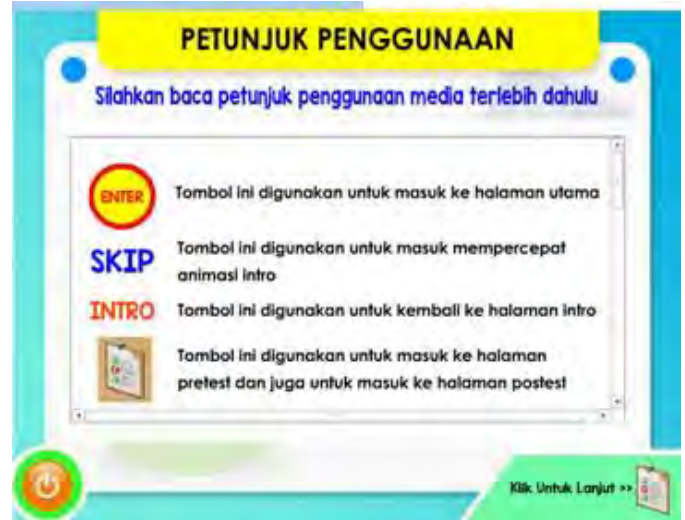 PETUNJUK PENGGUNAAN
Silahkan baca petunjuk penggunaan media terlebih dahulu
ENTER
Tombol ini digunakan untuk masuk ke halaman utama
SKIP
Tombol ini digunakan untuk masuk mempercepat
animasi intro
INTRO
Tombol ini digunakan untuk kembali ke halaman intro
Tombol ini digunakan untuk masuk ke halaman
pretest dan juga untuk masuk ke halaman postest
Klik Untuk Lanjut >>